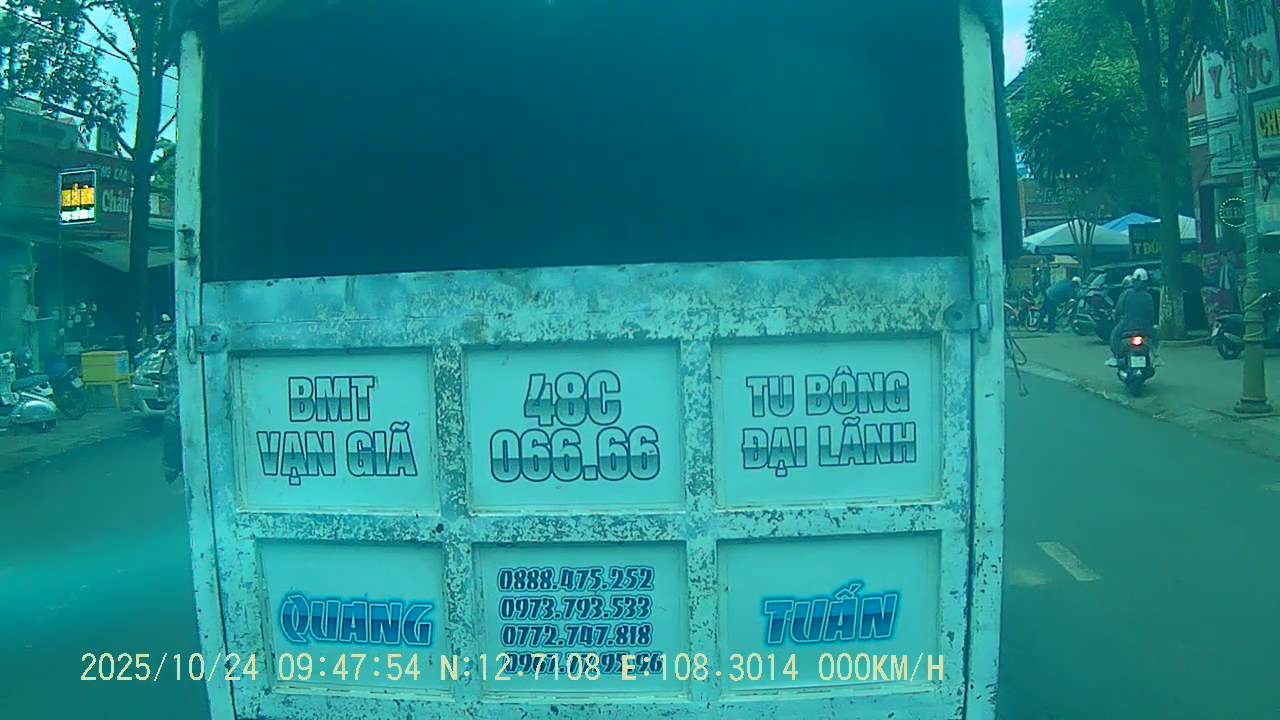 BMT
VẠN GIÃ
48C
066.66
TU BÔNG
ĐẠI LÃNH
QUANG
0888.475.252
0973.793.533
0772.747.818
TUẤN
Châu
2025/10/24 09:47:54 N:12.7108 E:108.3014 000KM/H